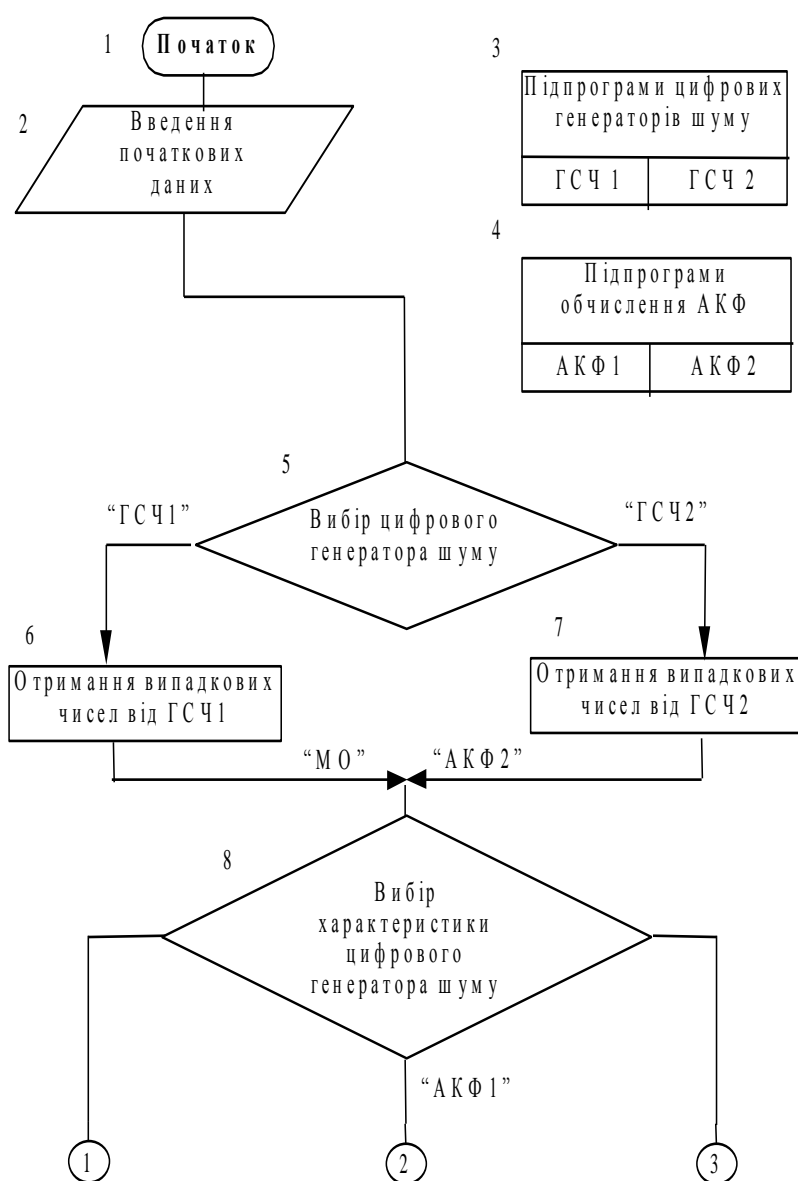 1
Початок
2
Введення
початкових
даних
3
Підпрограми цифрових
генераторів шуму
ГСЧ 1
ГСЧ 2
4
Підпрограми
обчислення АКФ
АКФ1
АКФ2
5
Вибір цифрового
генератора шуму
“ГСЧ1”
“ГСЧ2”
6
Отримання випадкових
чисел від ГСЧ1
7
Отримання випадкових
чисел від ГСЧ2
“МО”
“АКФ2”
8
Вибір
характеристики
цифрового
генератора шуму
“АКФ1”
1
2
3